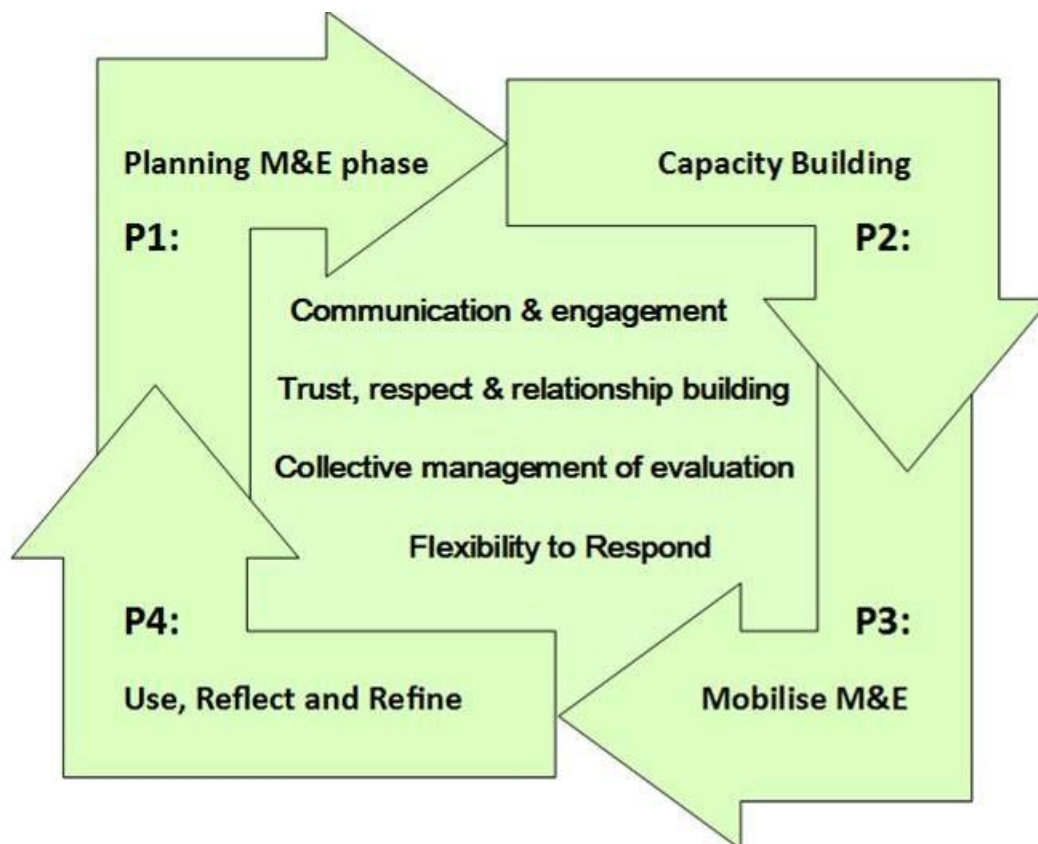 Planning M&E phase
P1:
Capacity Building
P2:
Communication & engagement
Trust, respect & relationship building
Collective management of evaluation
Flexibility to Respond
P4:
Use, Reflect and Refine
P3:
Mobilise M&E